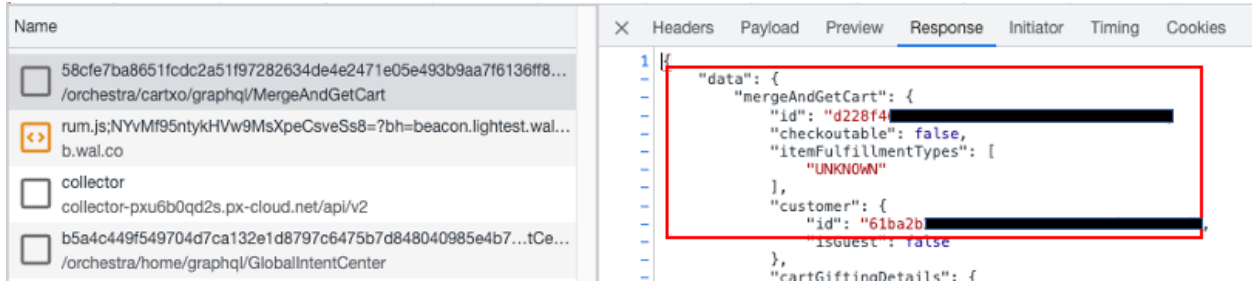 Name
58cfe7ba8651fcdc2a51f97282634de4e2471e05e493b9aa7f6136ff8...
/orchestra/cartxo/graphql/MergeAndGetCart
rum.js;NYvMf95ntykHVw9MsXpeCsveSs8=?bh=beacon.lightest.wal...
b.wal.co
collector
collector-pxu6b0qd2s.px-cloud.net/api/v2
b5a4c449f549704d7ca132e1d8797c6475b7d848040985e4b7...tCe...
/orchestra/home/graphql/GlobalIntentCenter
Headers Payload Preview Response Initiator Timing Cookies
1 {
"data": {
"mergeAndGetCart": {
"id": "d228f4
"checkoutable": false,
"itemFulfillmentTypes": [
"UNKNOWN"
],
"customer": {
"id": "61ba2b
"isGuest": false
},
"cartGiftingDetails": {